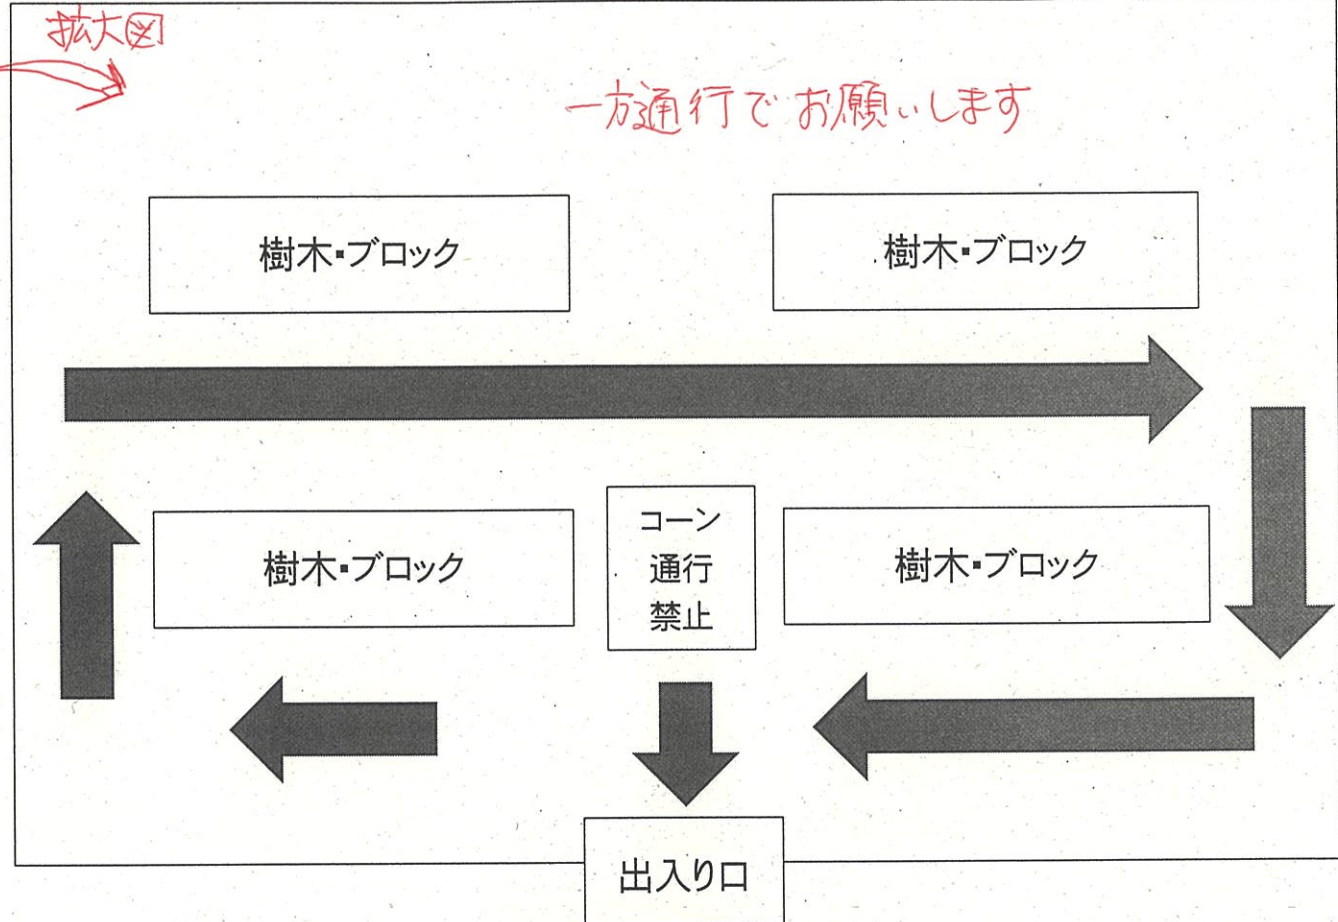 拡大図
一方通行でお願いします
樹木・ブロック
樹木・ブロック
樹木・ブロック
コーン
通行
禁止
樹木・ブロック
出入り口